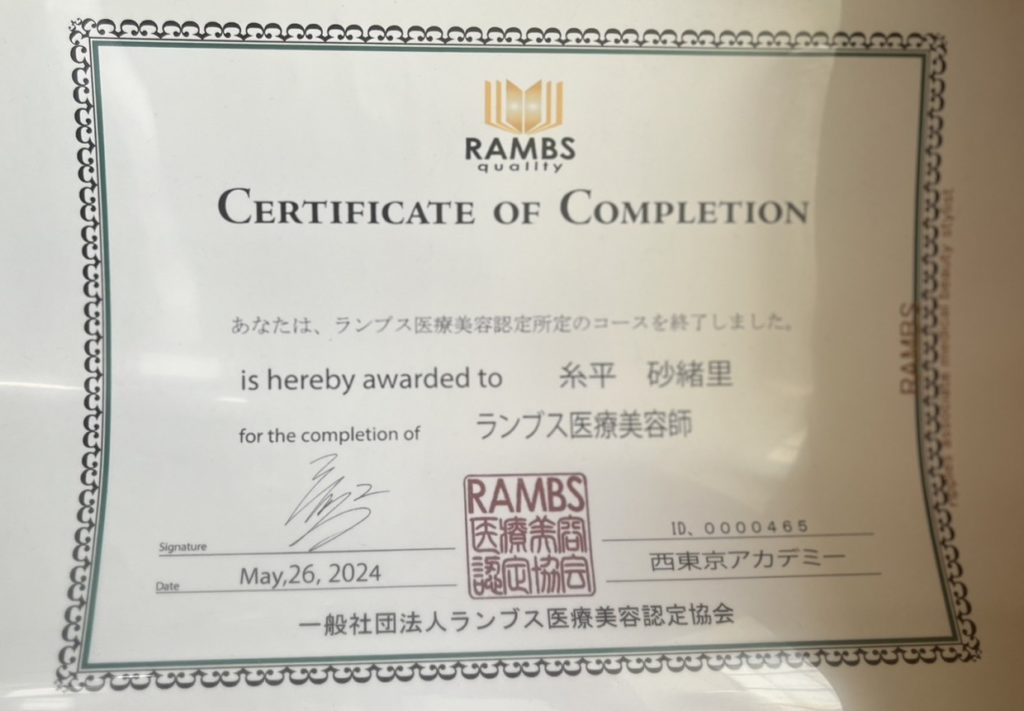 RAMBS
quality
CERTIFICATE OF COMPLETION
あなたは、ランブス医療美容認定所定のコースを終了しました。
is hereby awarded to 糸平 砂緒里
for the completion of ランブス医療美容師
Signature
Date May,26, 2024
RAMBS
医療美容
認定協会
ID、0000465
西東京アカデミー
一般社団法人ランブス医療美容認定協会
RAMBS
medical beauty stylist